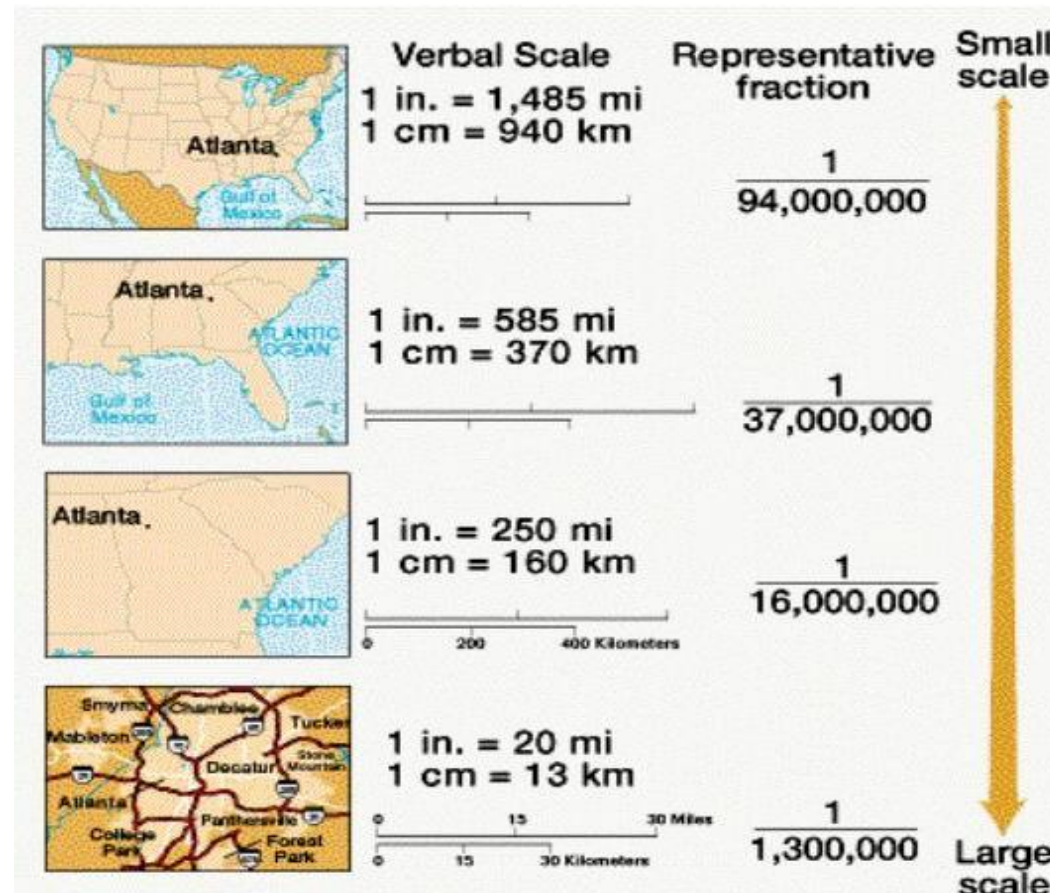 Verbal Scale
Representative
fraction
Small
scale
1 in. = 1,485 mi
1 cm = 940 km
1
94,000,000
Atlanta
Gulf of
Mexico
Atlanta
ATLANTIC
OCEAN
Gulf of
Mexico
1 in. = 585 mi
1 cm = 370 km
1
37,000,000
Atlanta
ATLANTIC
OCEAN
1 in. = 250 mi
1 cm = 160 km
0 200 400 Kilometers
1
16,000,000
Smyrna
Chamblee
Tucker
Mableton
Decatur
Stone
Mountain
Atlanta
Panthersville
College
Park
Forest
Park
1 in. = 20 mi
1 cm = 13 km
0 15 30 Miles
0 15 30 Kilometers
1
1,300,000
Large
scale